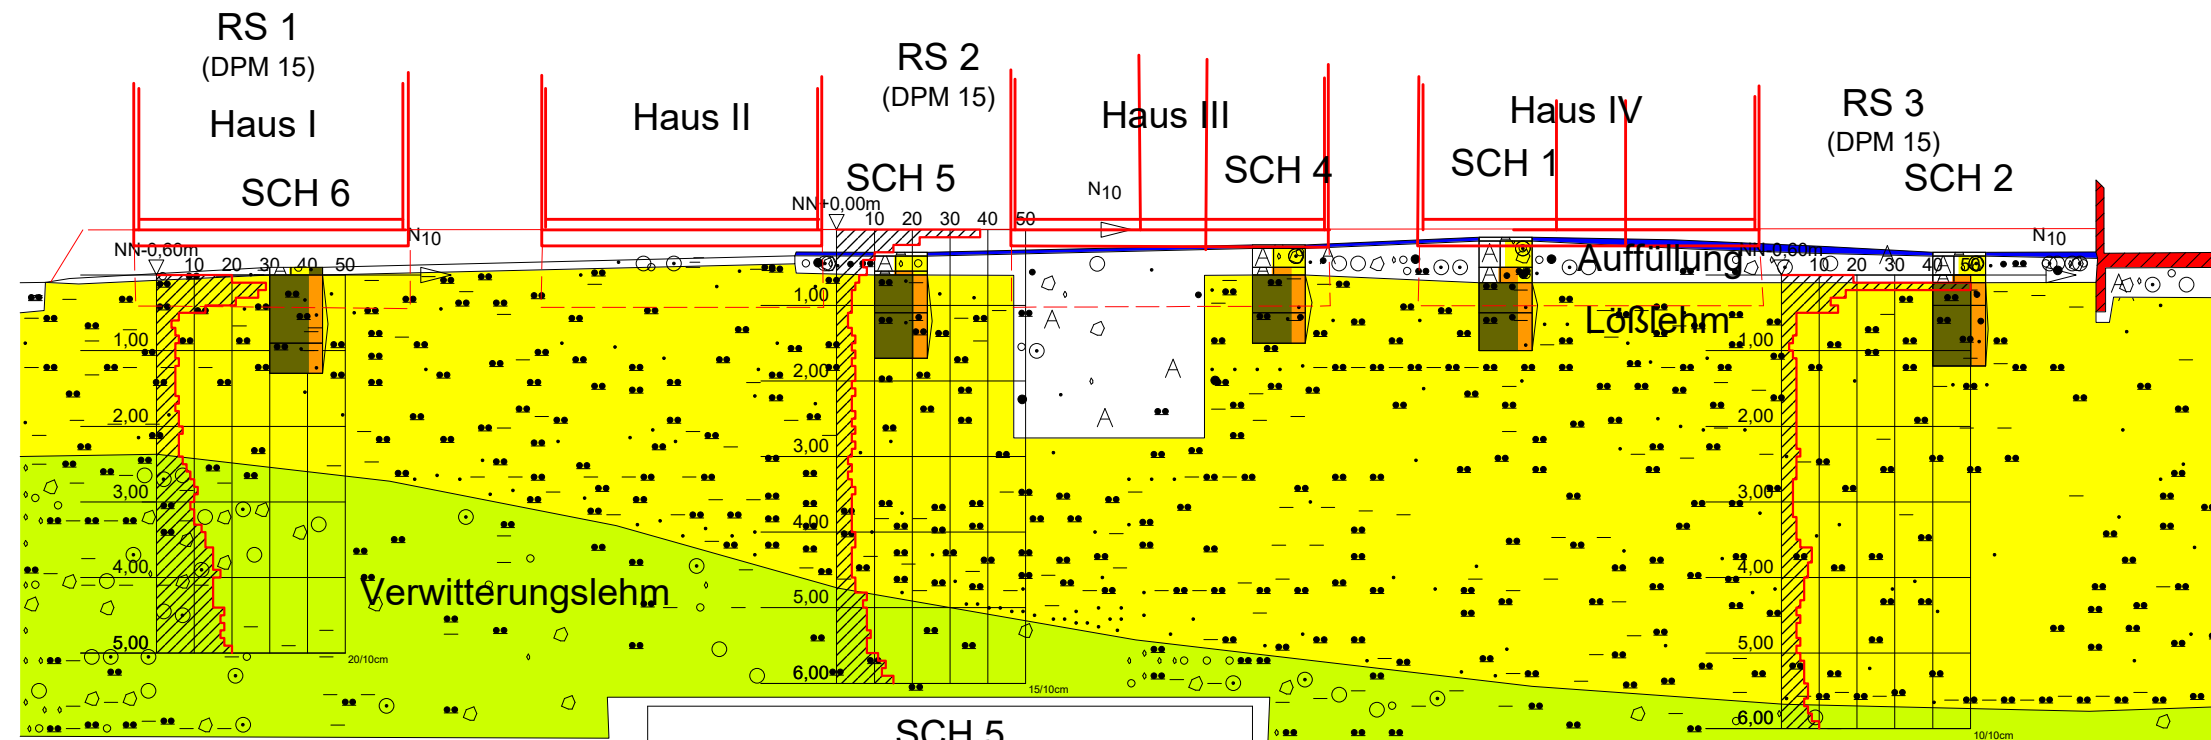 RS 1
(DPM 15)
Haus I
SCH 6
Haus II
RS 2
(DPM 15)
SCH 5
Haus III
SCH 4
Haus IV
SCH 1
RS 3
(DPM 15)
SCH 2
NN-0,60m
10 20 30 40 50
N10
1,00
2,00
3,00
4,00
5,00
20/10cm
NN+0,00m
10 20 30 40 50
N10
1,00
2,00
3,00
4,00
5,00
6,00
15/10cm
NN-0,60m
10 20 30 40 50
N10
1,00
2,00
3,00
4,00
5,00
6,00
10/10cm
A A A A A A A A A A A
Auffüllung
Lößlehm
Verwitterungslehm
SCH 5